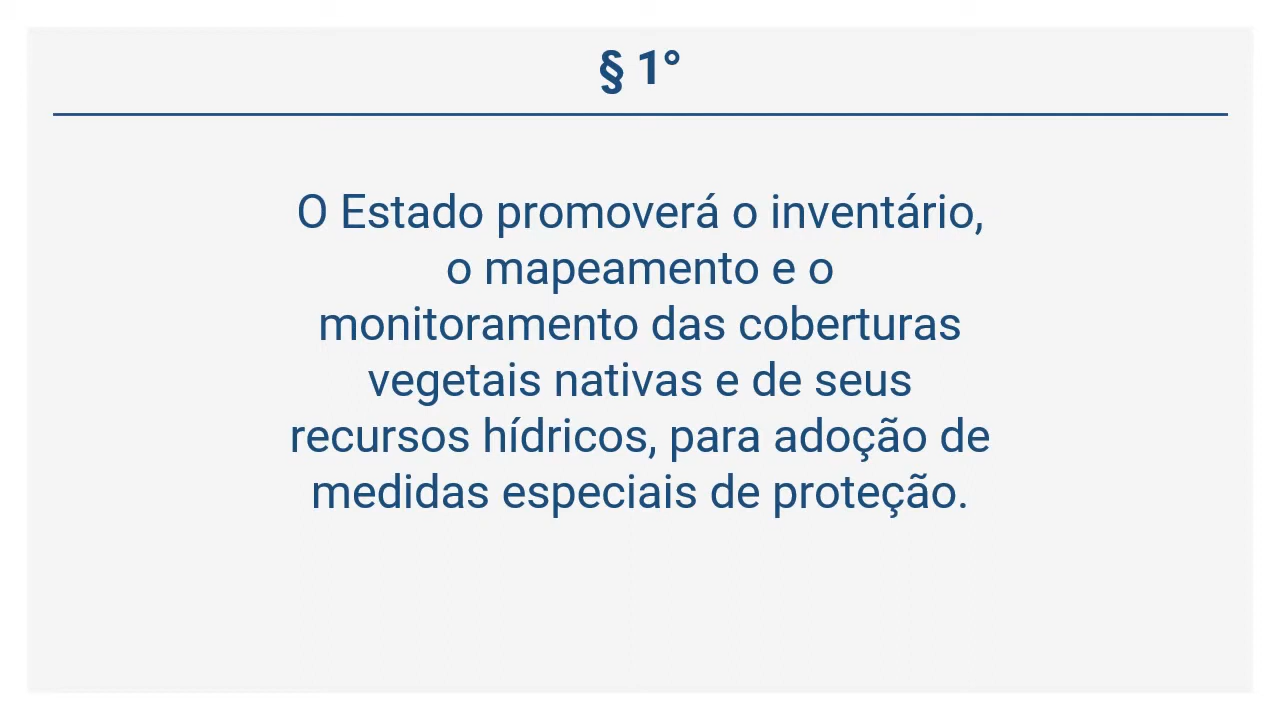 § 1°
O Estado promoverá o inventário,
o mapeamento e o
monitoramento das coberturas
vegetais nativas e de seus
recursos hídricos, para adoção de
medidas especiais de proteção.